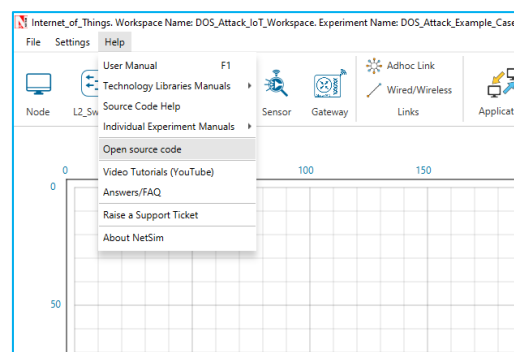 Internet_of_Things. Workspace Name: DOS_Attack_IoT_Workspace. Experiment Name: DOS_Attack_Example_Case
File Settings Help
User Manual F1
Technology Libraries Manuals
Source Code Help
Individual Experiment Manuals
Open source code
Video Tutorials (YouTube)
Answers/FAQ
Raise a Support Ticket
About NetSim
Adhoc Link
Wired/Wireless
Node L2_Sw Sensor Gateway Links Applicat
0 100 150
0
50